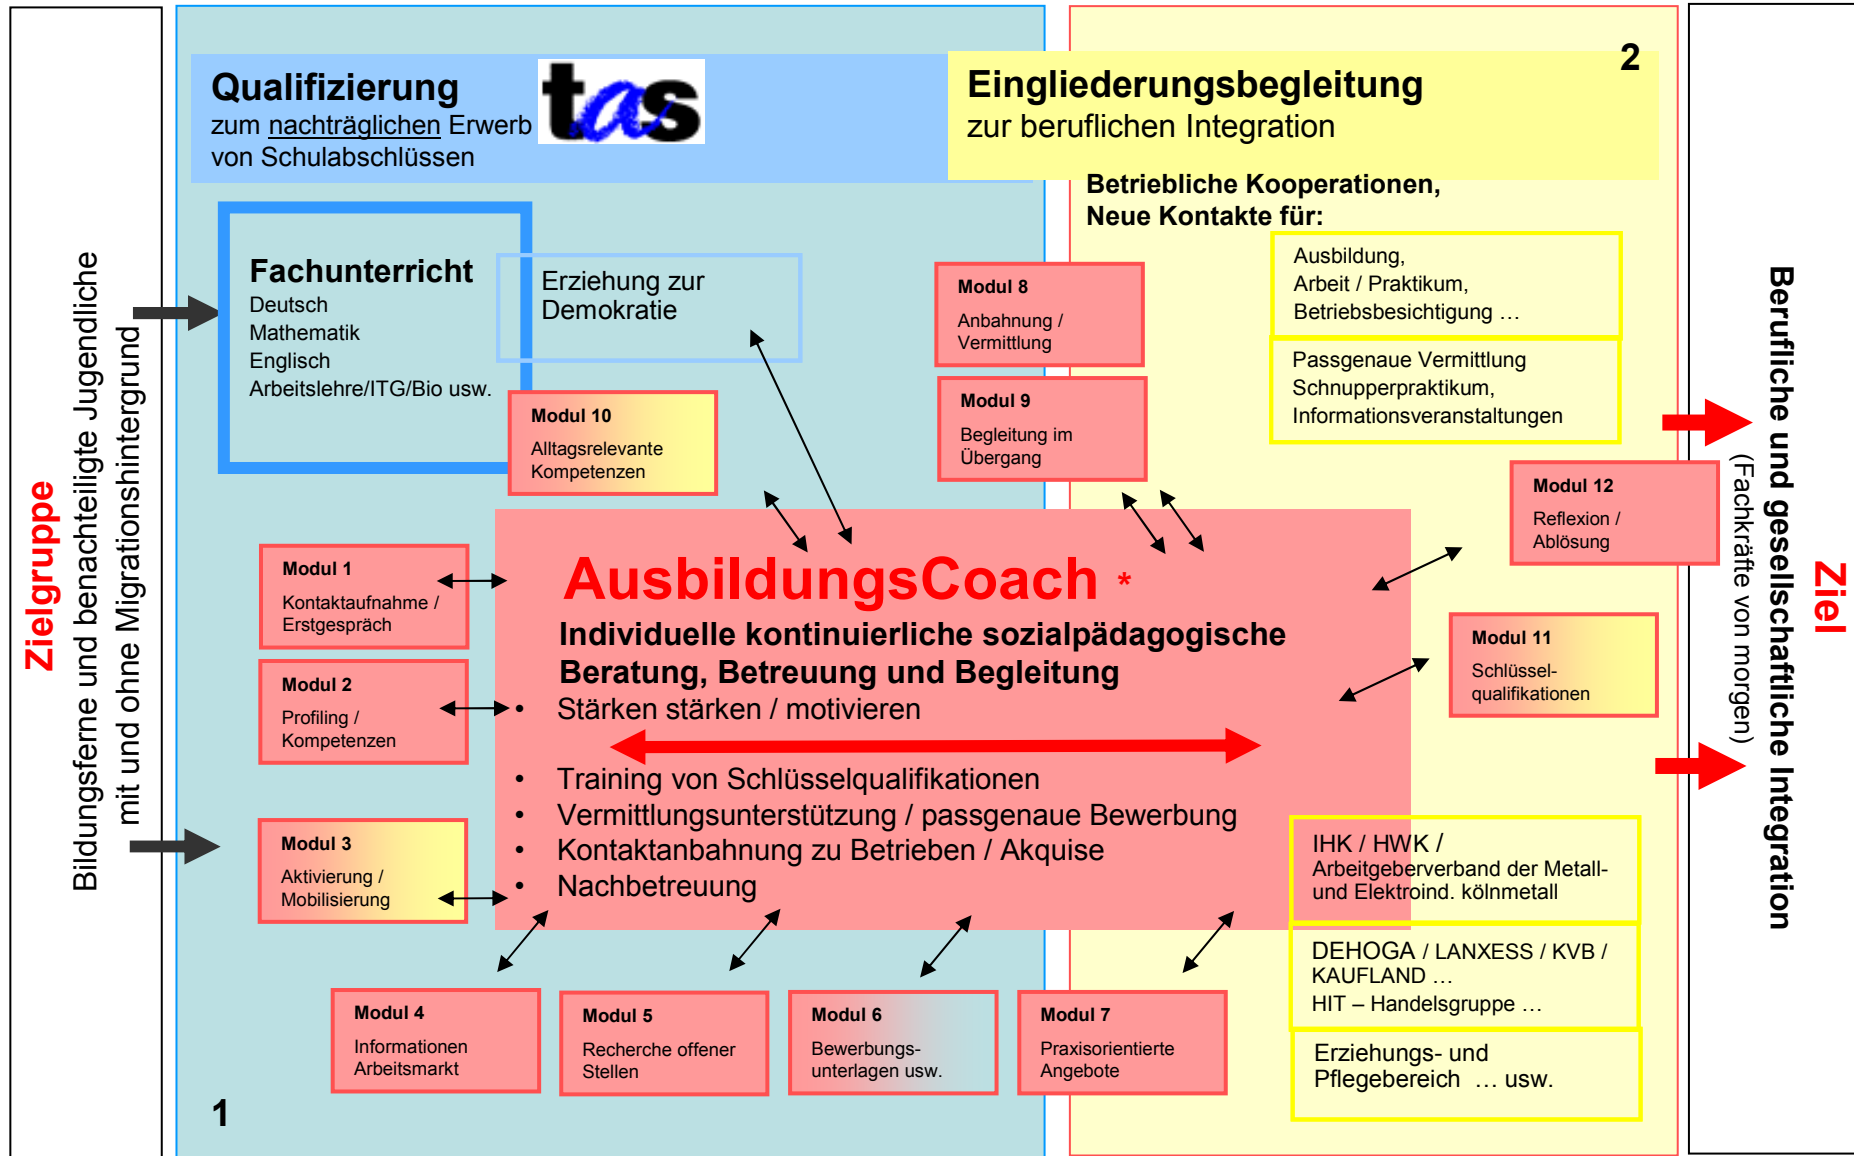 Zielgruppe
Bildungsferne und benachteiligte Jugendliche
mit und ohne Migrationshintergrund
Qualifizierung
zum nachträglichen Erwerb
von Schulabschlüssen
tas
Eingliederungsbegleitung
zur beruflichen Integration
2
Betriebliche Kooperationen,
Neue Kontakte für:
Fachunterricht
Deutsch
Mathematik
Englisch
Arbeitslehre/ITG/Bio usw.
Erziehung zur
Demokratie
Modul 10
Alltagsrelevante
Kompetenzen
Modul 8
Anbahnung /
Vermittlung
Modul 9
Begleitung im
Übergang
Ausbildung,
Arbeit / Praktikum,
Betriebsbesichtigung …
Passgenaue Vermittlung
Schnupperpraktikum,
Informationsveranstaltungen
Modul 12
Reflexion /
Ablösung
Modul 1
Kontaktaufnahme /
Erstgespräch
Modul 2
Profiling /
Kompetenzen
Modul 3
Aktivierung /
Mobilisierung
AusbildungsCoach *
Individuelle kontinuierliche sozialpädagogische
Beratung, Betreuung und Begleitung
• Stärken stärken / motivieren
• Training von Schlüsselqualifikationen
• Vermittlungsunterstützung / passgenaue Bewerbung
• Kontaktanbahnung zu Betrieben / Akquise
• Nachbetreuung
Modul 11
Schlüssel-
qualifikationen
IHK / HWK /
Arbeitgeberverband der Metall-
und Elektroind. kölnmetall
DEHOGA / LANXESS / KVB /
KAUFLAND …
HIT – Handelsgruppe …
Erziehungs- und
Pflegebereich … usw.
Modul 4
Informationen
Arbeitsmarkt
Modul 5
Recherche offener
Stellen
Modul 6
Bewerbungs-
unterlagen usw.
Modul 7
Praxisorientierte
Angebote
1
Ziel
Berufliche und gesellschaftliche Integration
(Fachkräfte von morgen)